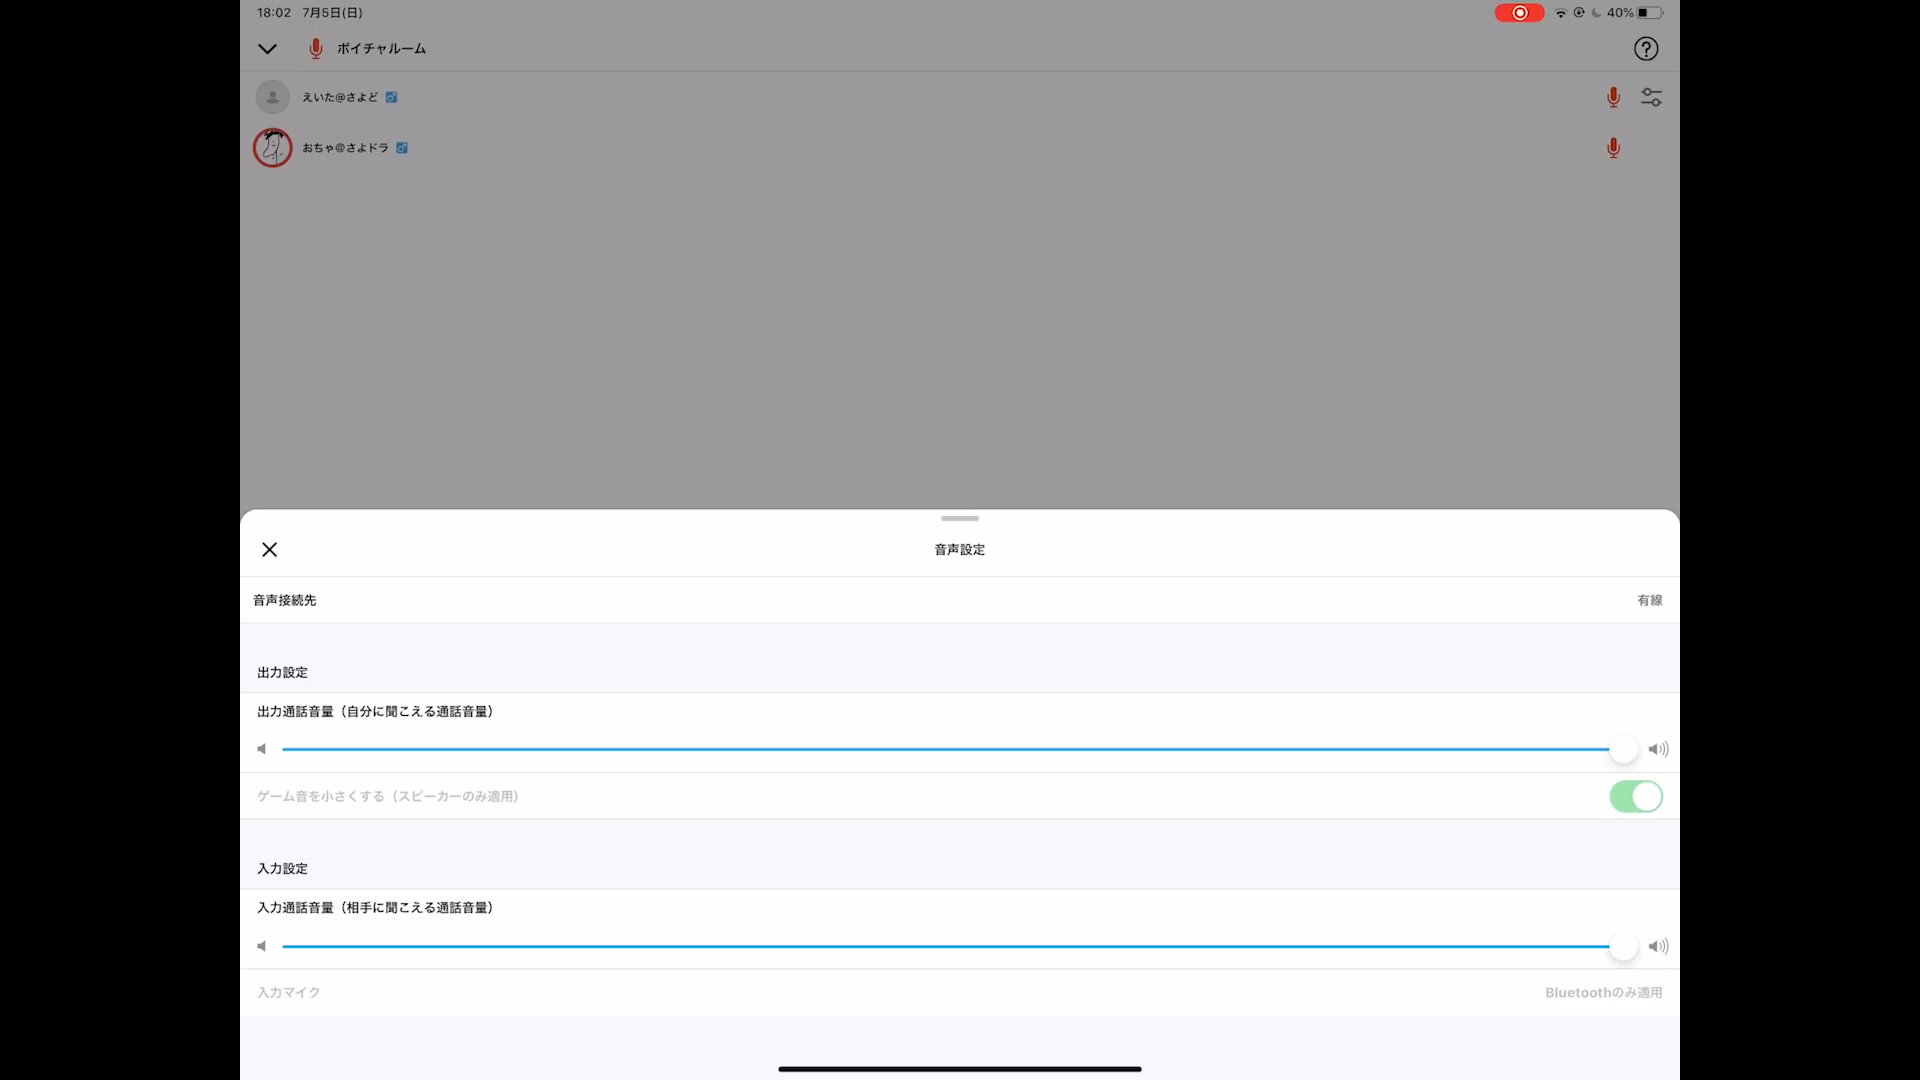 18:02 7月5日(日)
40%
ボイチャルーム
えいた@さよど
おちゃ@さよドラ
音声設定
音声接続先
有線
出力設定
出力通話音量（自分に聞こえる通話音量）
ゲーム音を小さくする（スピーカーのみ適用）
入力設定
入力通話音量（相手に聞こえる通話音量）
入力マイク
Bluetoothのみ適用